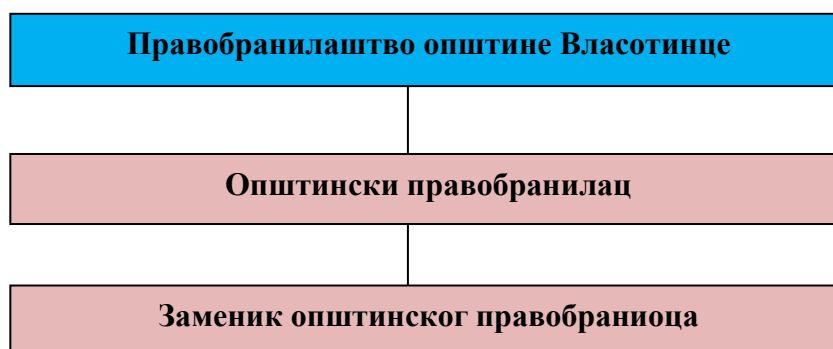 Правобранилаштво општине Власотинце
Општински правобранилац
Заменик општинског правобраниоца